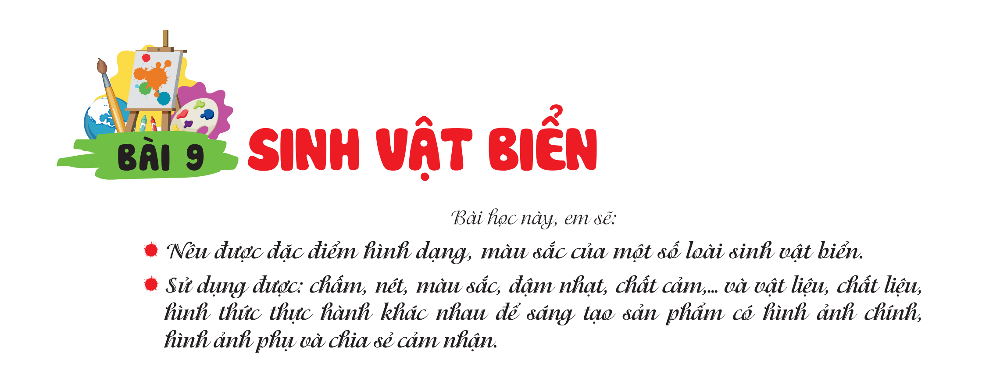 BÀI 9
SINH VẬT BIỂN
Bài học này, em sẽ:
Nêu được đặc điểm hình dạng, màu sắc của một số loài sinh vật biển.
Sử dụng được: chấm, nét, màu sắc, đậm nhạt, chất cảm,... và vật liệu, chất liệu,
hình thức thực hành khác nhau để sáng tạo sản phẩm có hình ảnh chính,
hình ảnh phụ và chia sẻ cảm nhận.